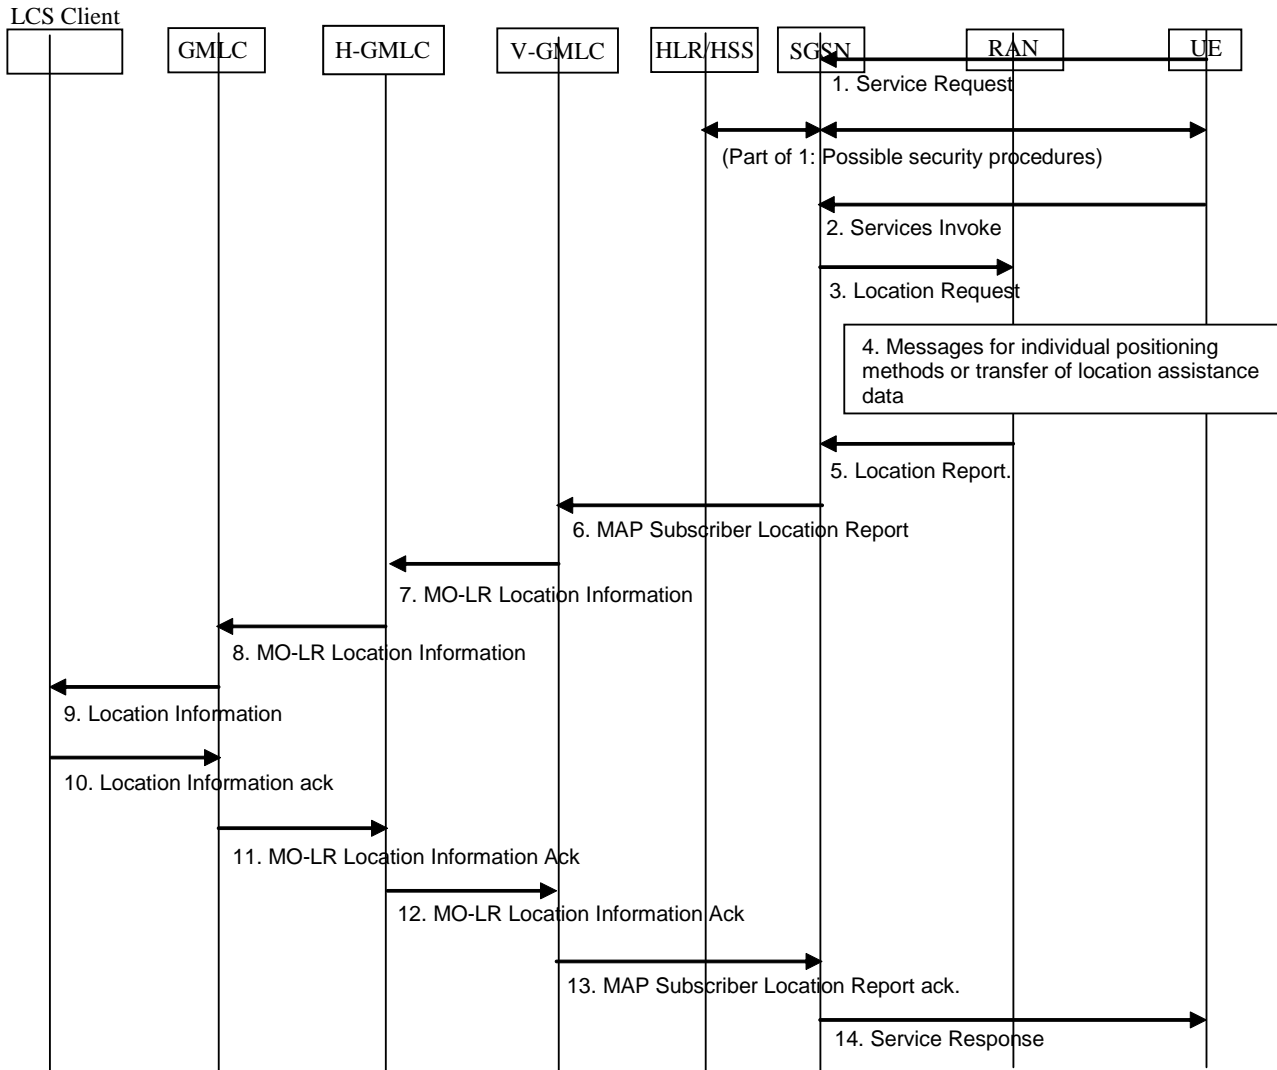 LCS Client
GMLC
H-GMLC
V-GMLC
HLR/HSS
SGSN
RAN
UE
1. Service Request
(Part of 1: Possible security procedures)
2. Services Invoke
3. Location Request
4. Messages for individual positioning
methods or transfer of location assistance
data
5. Location Report.
6. MAP Subscriber Location Report
7. MO-LR Location Information
8. MO-LR Location Information
9. Location Information
10. Location Information ack
11. MO-LR Location Information Ack
12. MO-LR Location Information Ack
13. MAP Subscriber Location Report ack.
14. Service Response